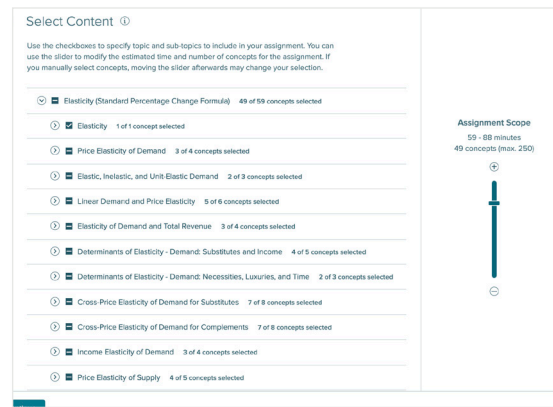 Select Content
Use the checkboxes to specify topic and sub-topics to include in your assignment. You can
use the slider to modify the estimated time and number of concepts for the assignment. If
you manually select concepts, moving the slider afterwards may change your selection.
Elasticity (Standard Percentage Change Formula) 49 of 59 concepts selected
Elasticity 1 of 1 concept selected
Price Elasticity of Demand 3 of 4 concepts selected
Elastic, Inelastic, and Unit-Elastic Demand 2 of 3 concepts selected
Linear Demand and Price Elasticity 5 of 6 concepts selected
Elasticity of Demand and Total Revenue 3 of 4 concepts selected
Determinants of Elasticity - Demand: Substitutes and Income 4 of 5 concepts selected
Determinants of Elasticity - Demand: Necessities, Luxuries, and Time 2 of 3 concepts selected
Cross-Price Elasticity of Demand for Substitutes 7 of 8 concepts selected
Cross-Price Elasticity of Demand for Complements 7 of 8 concepts selected
Income Elasticity of Demand 3 of 4 concepts selected
Price Elasticity of Supply 4 of 5 concepts selected
Assignment Scope
59 - 88 minutes
49 concepts (max. 250)